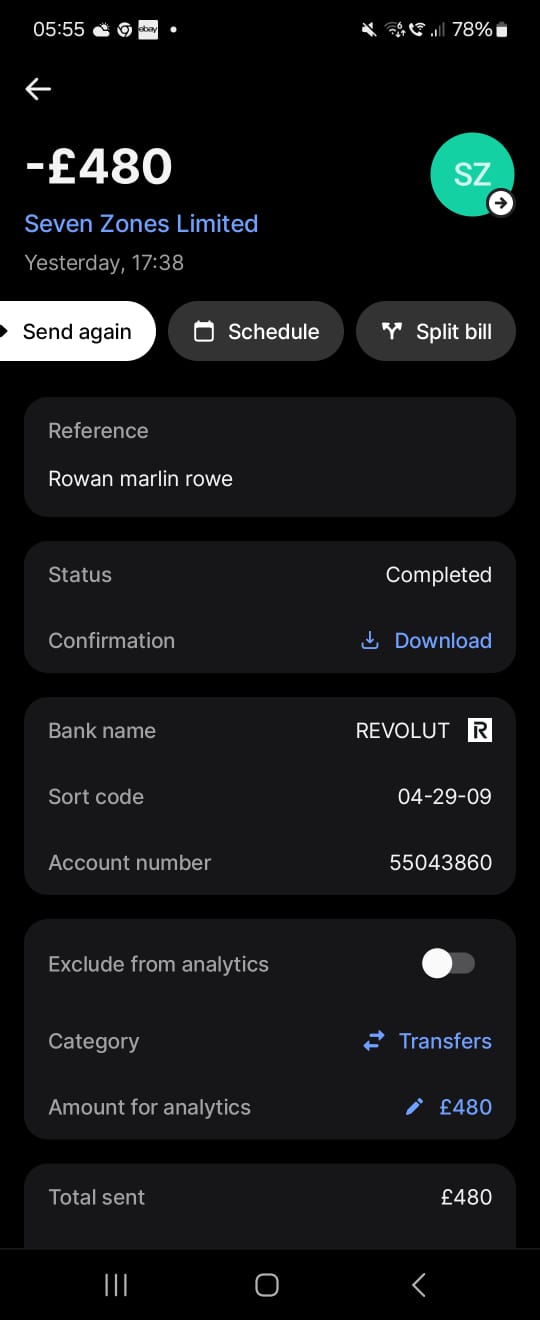 05:55 ebay 78%
-£480
SZ
Seven Zones Limited
Yesterday, 17:38
Send again Schedule Split bill
Reference
Rowan marlin rowe
Status Completed
Confirmation Download
Bank name REVOLUT R
Sort code 04-29-09
Account number 55043860
Exclude from analytics
Category Transfers
Amount for analytics £480
Total sent £480